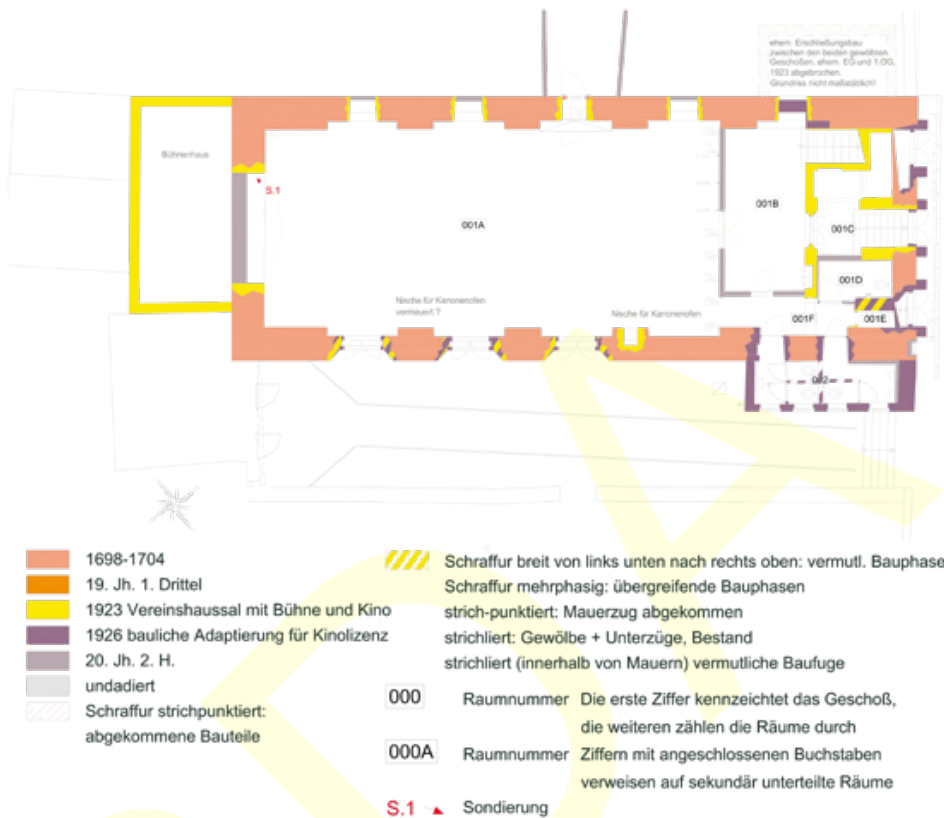 ehem. Erschließungsbau
zwischen den beiden gewölbten
Geschoßen, ehem. EG und 1.OG,
1923 abgebrochen.
Grundriss nicht maßstäblich!
Bühnenhaus
S.1
001A
001B
001C
001D
001E
001F
Nische für Kanonenofen
vermauert ?
Nische für Kanonenofen
1698-1704
19. Jh. 1. Drittel
1923 Vereinshaussal mit Bühne und Kino
1926 bauliche Adaptierung für Kinolizenz
20. Jh. 2. H.
undadiert
Schraffur strichpunktiert:
abgekommene Bauteile
Schraffur breit von links unten nach rechts oben: vermutl. Bauphase
Schraffur mehrphasig: übergreifende Bauphasen
strich-punktiert: Mauerzug abgekommen
strichliert: Gewölbe + Unterzüge, Bestand
strichliert (innerhalb von Mauern) vermutliche Baufuge
000 Raumnummer Die erste Ziffer kennzeichtet das Geschoß,
die weiteren zählen die Räume durch
000A Raumnummer Ziffern mit angeschlossenen Buchstaben
verweisen auf sekundär unterteilte Räume
S.1 Sondierung